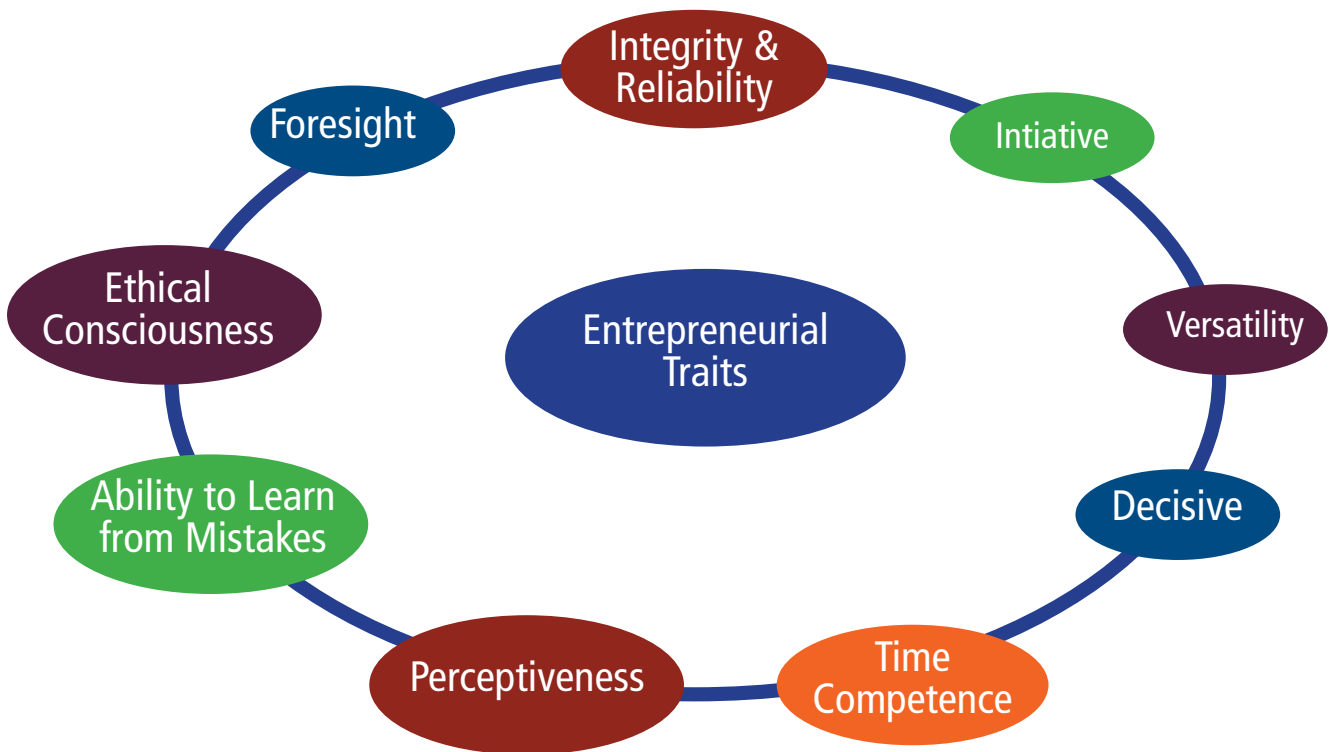 Integrity &
Reliability
Intiative
Versatility
Decisive
Time
Competence
Perceptiveness
Ability to Learn
from Mistakes
Ethical
Consciousness
Foresight
Entrepreneurial
Traits